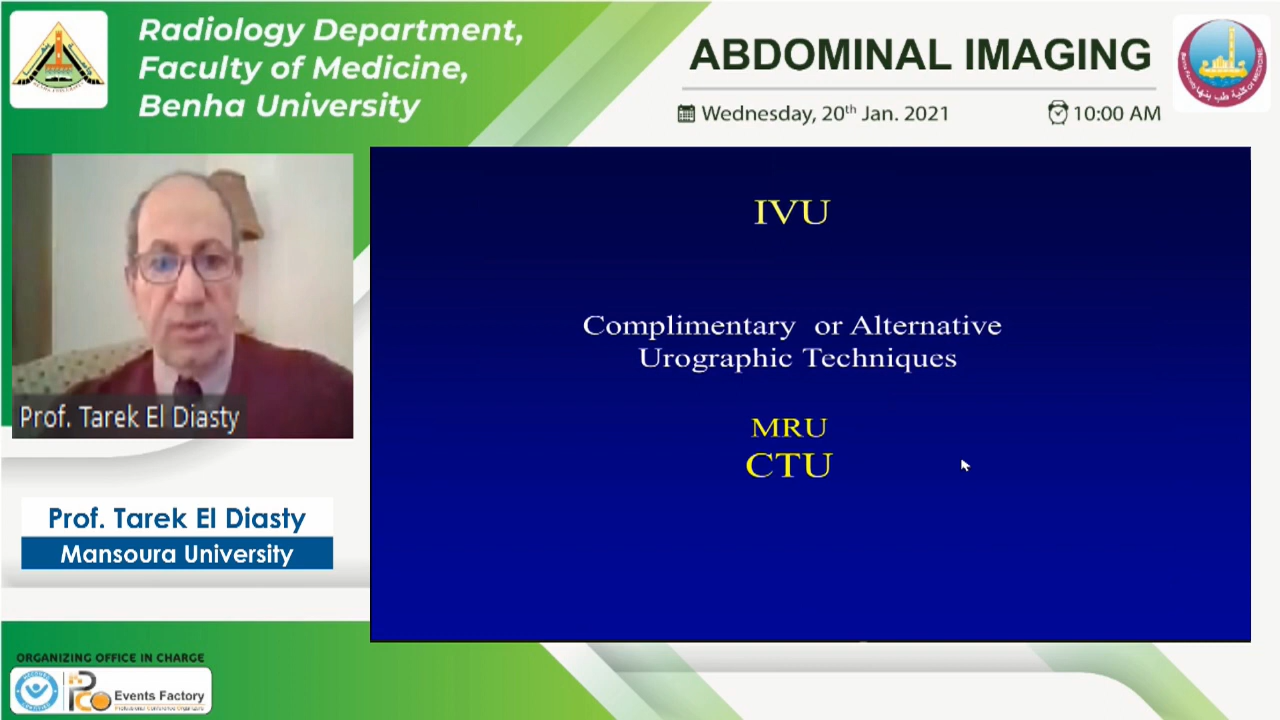 Radiology Department,
Faculty of Medicine,
Benha University
ABDOMINAL IMAGING
Wednesday, 20th Jan. 2021
10:00 AM
Prof. Tarek El Diasty
Prof. Tarek El Diasty
Mansoura University
IVU
Complimentary or Alternative
Urographic Techniques
MRU
CTU
ORGANIZING OFFICE IN CHARGE
Events Factory